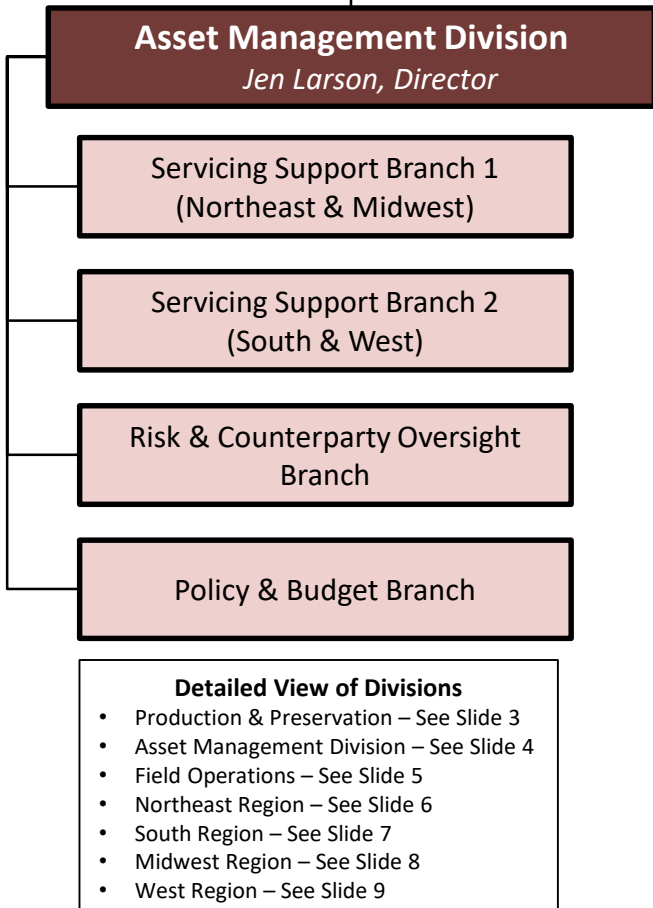 Asset Management Division
Jen Larson, Director
Servicing Support Branch 1
(Northeast & Midwest)
Servicing Support Branch 2
(South & West)
Risk & Counterparty Oversight
Branch
Policy & Budget Branch
Detailed View of Divisions
• Production & Preservation – See Slide 3
• Asset Management Division – See Slide 4
• Field Operations – See Slide 5
• Northeast Region – See Slide 6
• South Region – See Slide 7
• Midwest Region – See Slide 8
• West Region – See Slide 9